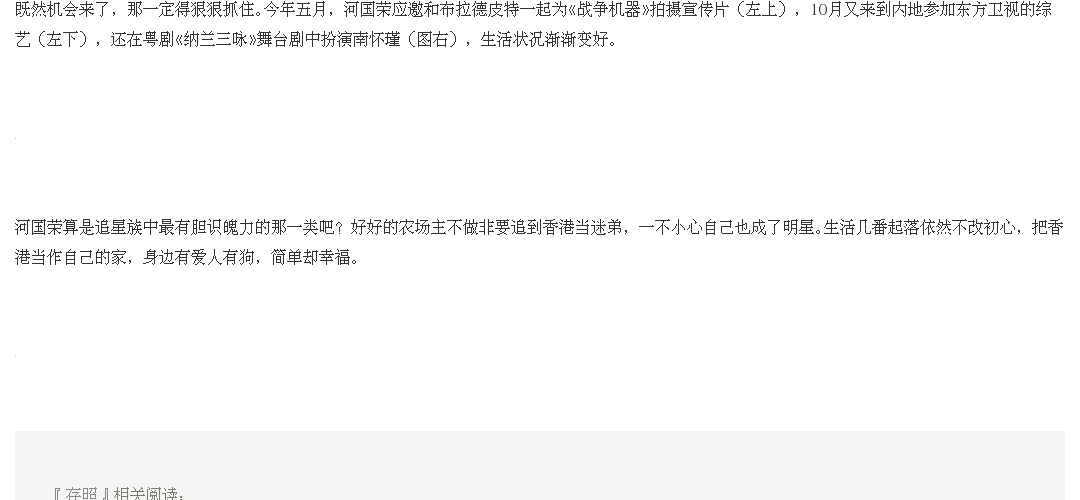 既然机会来了，那一定得狠狠抓住。今年五月，河国荣应邀和布拉德皮特一起为《战争机器》拍摄宣传片（左上），10月又来到内地参加东方卫视的综
艺（左下），还在粤剧《纳兰三咏》舞台剧中扮演南怀瑾（图右），生活状况渐渐变好。
河国荣算是追星族中最有胆识魄力的那一类吧？好好的农场主不做非要追到香港当迷弟，一不小心自己也成了明星。生活几番起落依然不改初心，把香
港当作自己的家，身边有爱人有狗，简单却幸福。
『存照』相关阅读：